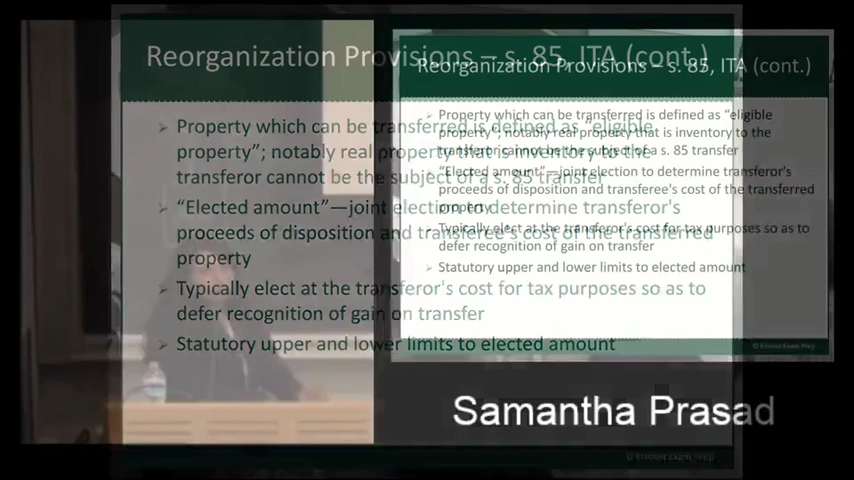 Reorganization Provisions – s. 85, ITA (cont.)
➢ Property which can be transferred is defined as “eligible
property”; notably real property that is inventory to the
transferor cannot be the subject of a s. 85 transfer
➢ “Elected amount”—joint election to determine transferor's
proceeds of disposition and transferee's cost of the transferred
property
➢ Typically elect at the transferor's cost for tax purposes so as to
defer recognition of gain on transfer
➢ Statutory upper and lower limits to elected amount
Reorganization Provisions – s. 85, ITA (cont.)
➢ Property which can be transferred is defined as “eligible
property”; notably real property that is inventory to the
transferor cannot be the subject of a s. 85 transfer
➢ “Elected amount”—joint election to determine transferor's
proceeds of disposition and transferee's cost of the transferred
property
➢ Typically elect at the transferor's cost for tax purposes so as to
defer recognition of gain on transfer
➢ Statutory upper and lower limits to elected amount
Samantha Prasad